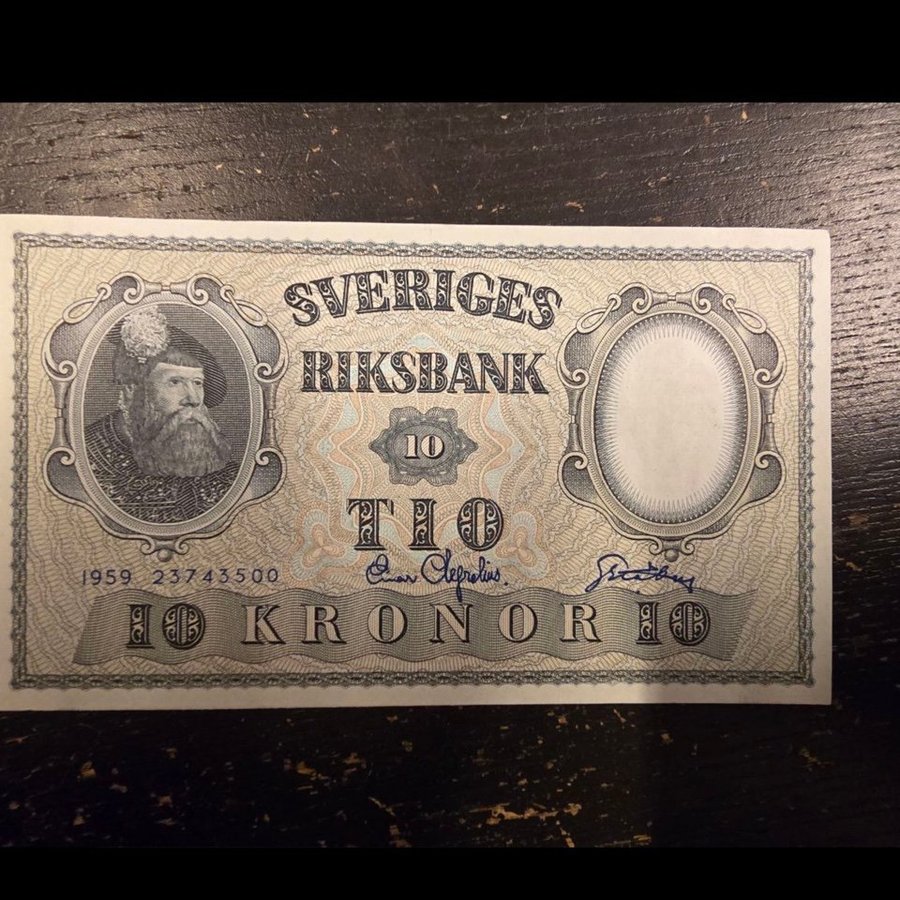 SVERIGES
RIKSBANK
10
TIO
1959 23743500
10 KRONOR 10